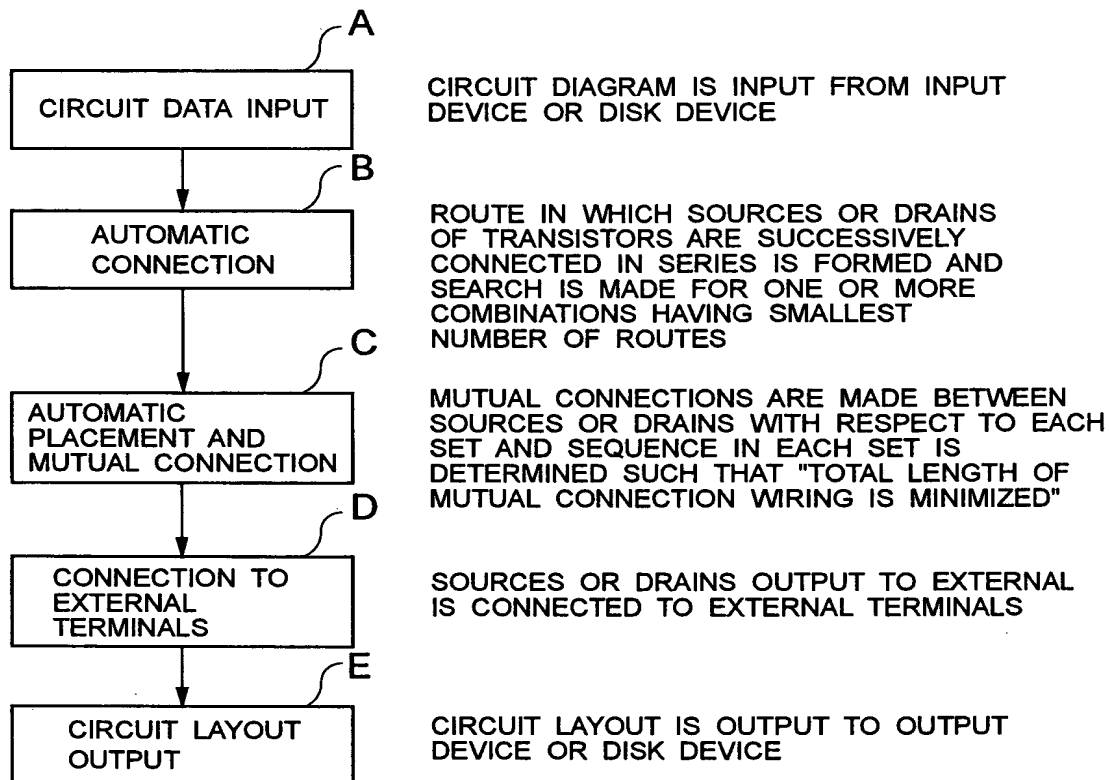 A
CIRCUIT DATA INPUT
CIRCUIT DIAGRAM IS INPUT FROM INPUT
DEVICE OR DISK DEVICE
B
AUTOMATIC
CONNECTION
ROUTE IN WHICH SOURCES OR DRAINS
OF TRANSISTORS ARE SUCCESSIVELY
CONNECTED IN SERIES IS FORMED AND
SEARCH IS MADE FOR ONE OR MORE
COMBINATIONS HAVING SMALLEST
NUMBER OF ROUTES
C
AUTOMATIC
PLACEMENT AND
MUTUAL CONNECTION
MUTUAL CONNECTIONS ARE MADE BETWEEN
SOURCES OR DRAINS WITH RESPECT TO EACH
SET AND SEQUENCE IN EACH SET IS
DETERMINED SUCH THAT "TOTAL LENGTH OF
MUTUAL CONNECTION WIRING IS MINIMIZED"
D
CONNECTION TO
EXTERNAL
TERMINALS
SOURCES OR DRAINS OUTPUT TO EXTERNAL
IS CONNECTED TO EXTERNAL TERMINALS
E
CIRCUIT LAYOUT
OUTPUT
CIRCUIT LAYOUT IS OUTPUT TO OUTPUT
DEVICE OR DISK DEVICE